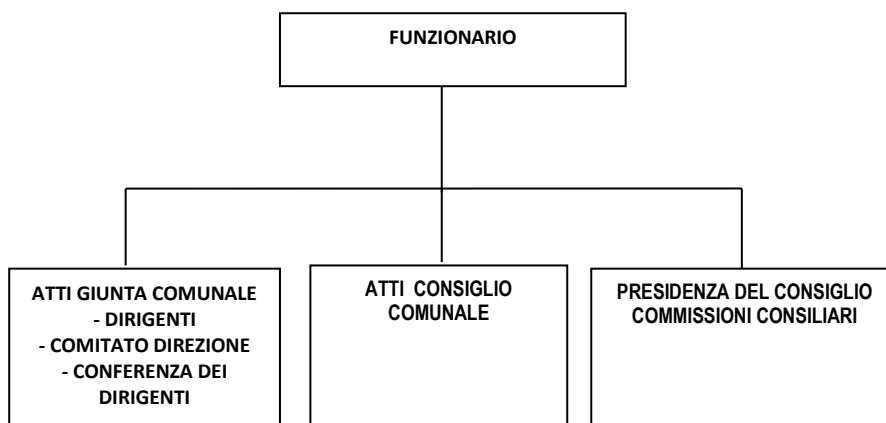 FUNZIONARIO
ATTI GIUNTA COMUNALE
- DIRIGENTI
- COMITATO DIREZIONE
- CONFERENZA DEI
DIRIGENTI
ATTI CONSIGLIO
COMUNALE
PRESIDENZA DEL CONSIGLIO
COMMISSIONI CONSILIARI